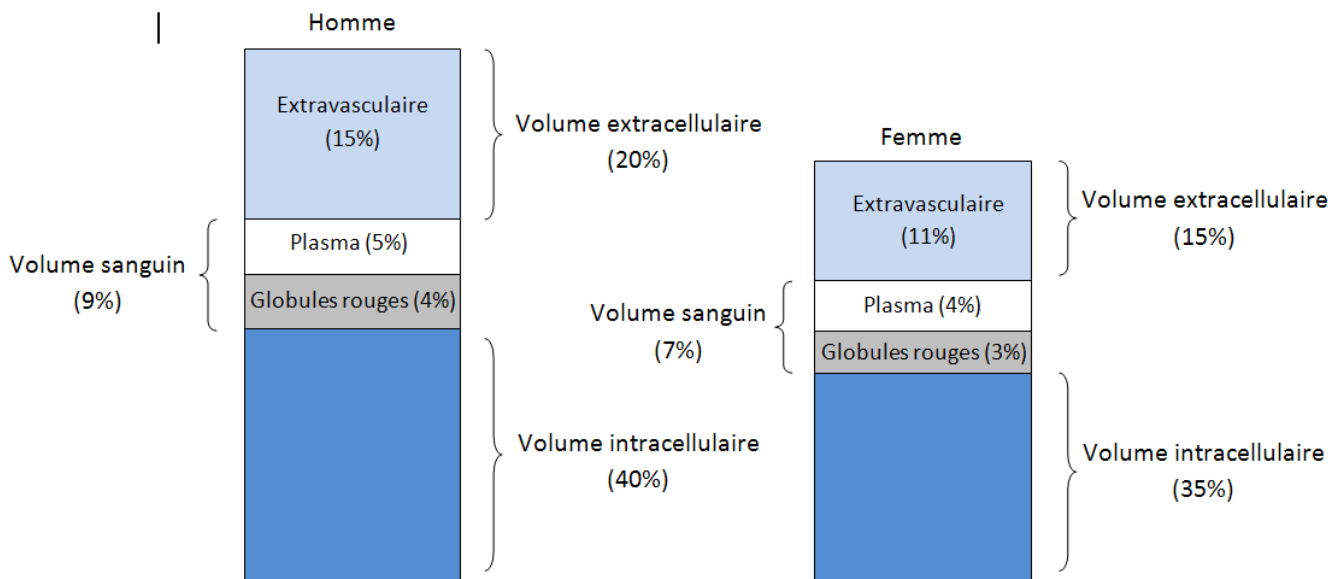 Homme
Extravasculaire
(15%)
Volume extracellulaire
(20%)
Plasma (5%)
Volume sanguin
(9%)
Globules rouges (4%)
Volume intracellulaire
(40%)
Femme
Extravasculaire
(11%)
Volume extracellulaire
(15%)
Plasma (4%)
Volume sanguin
(7%)
Globules rouges (3%)
Volume intracellulaire
(35%)